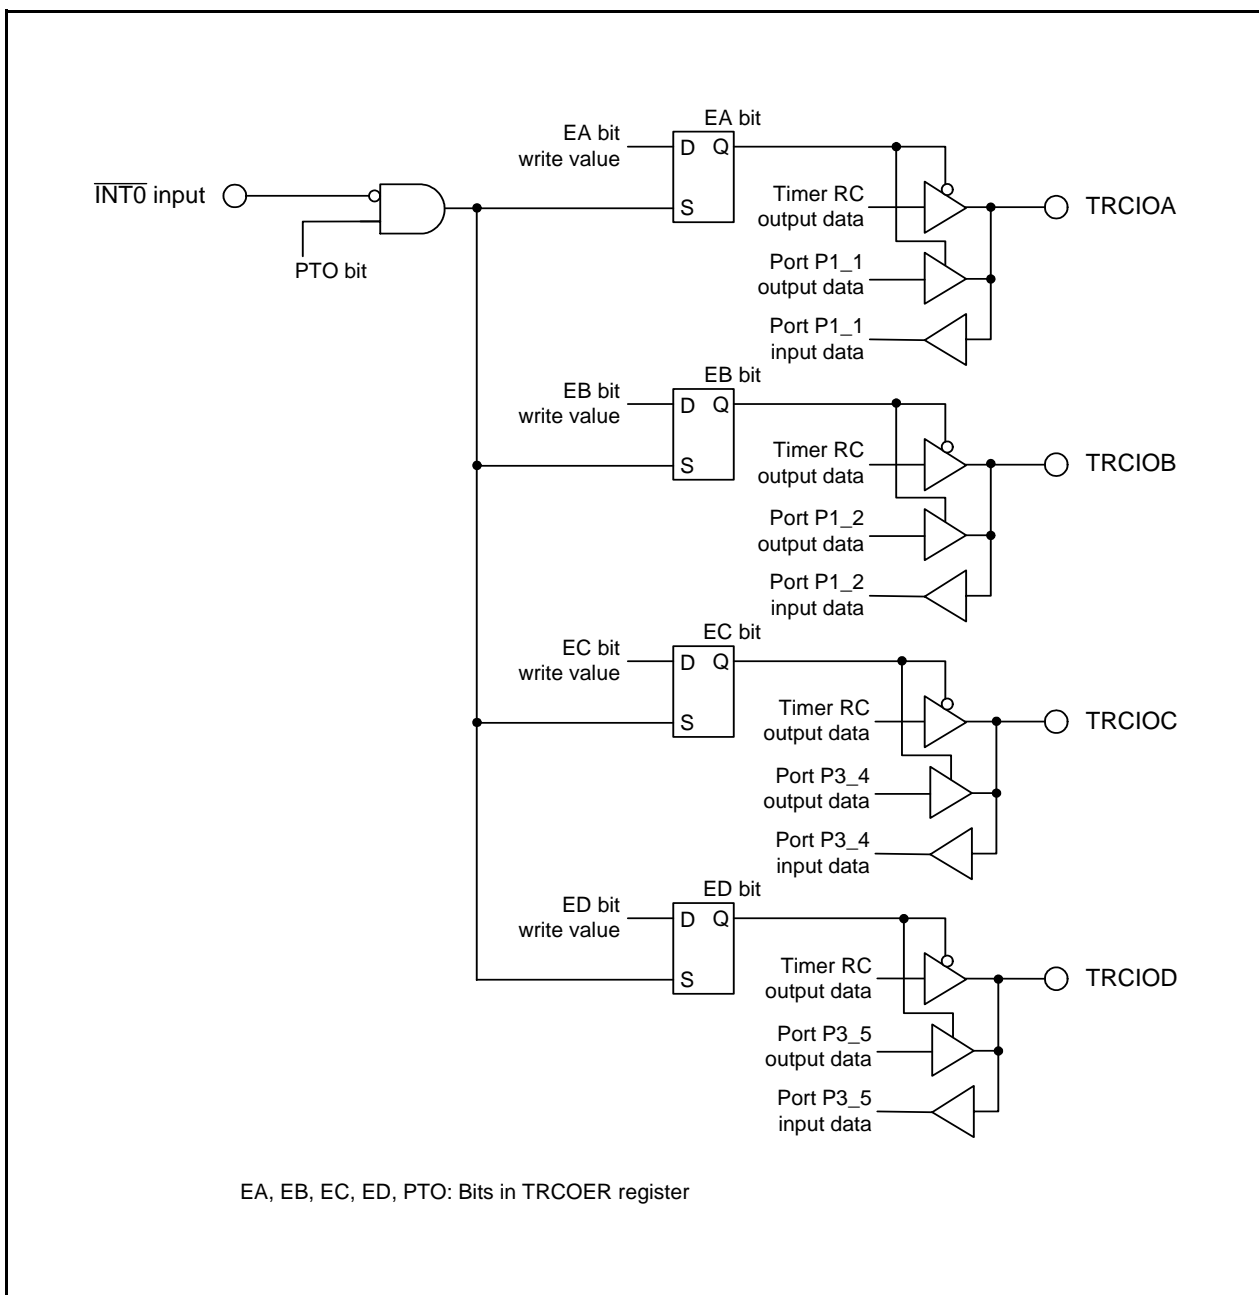 EA bit
EA bit
write value
D Q
S
INT0 input
PTO bit
Timer RC
output data
TRCIOA
Port P1_1
output data
Port P1_1
input data
EB bit
EB bit
write value
D Q
S
Timer RC
output data
TRCIOB
Port P1_2
output data
Port P1_2
input data
EC bit
EC bit
write value
D Q
S
Timer RC
output data
TRCIOC
Port P3_4
output data
Port P3_4
input data
ED bit
ED bit
write value
D Q
S
Timer RC
output data
TRCIOD
Port P3_5
output data
Port P3_5
input data
EA, EB, EC, ED, PTO: Bits in TRCOER register